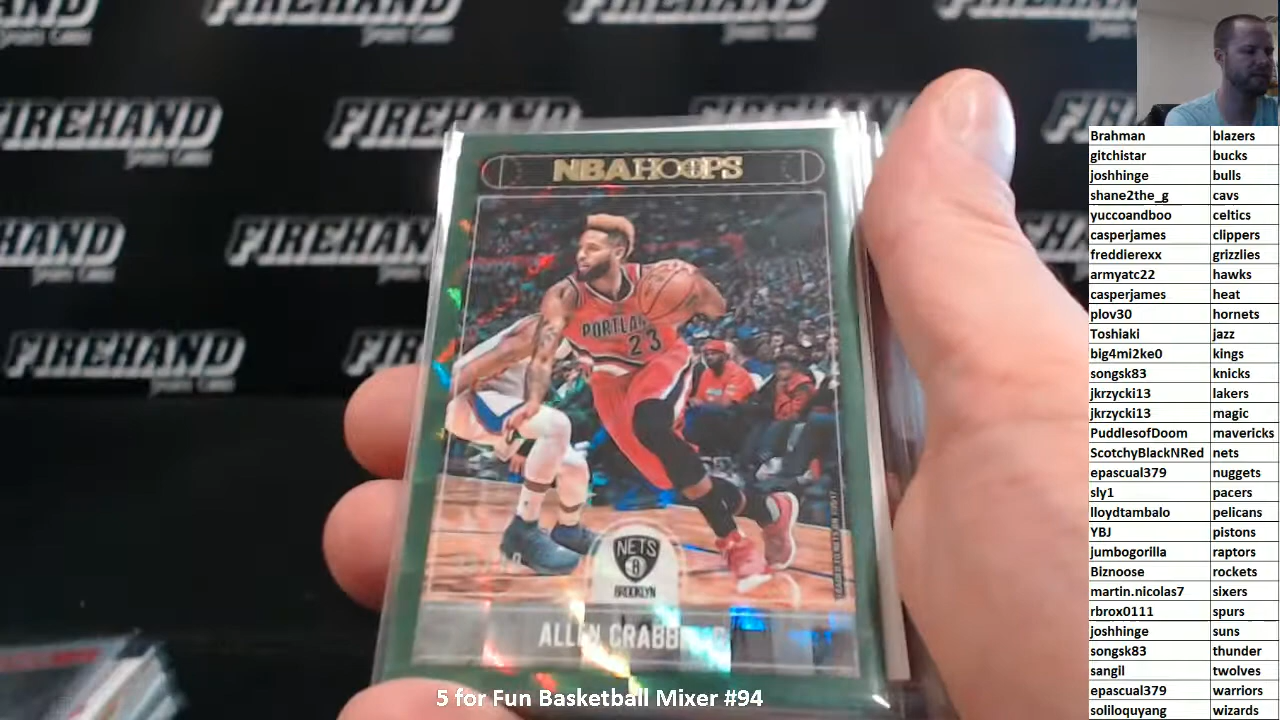 FIREHAND
FIREHAND
FIREHAND
FIREHAND
NBA HOOPS
PORTLAND
23
NETS
B
BROOKLYN
ALLEN CRABBE
5 for Fun Basketball Mixer #94
Brahman blazers
gitchistar bucks
joshhinge bulls
shane2the_g cavs
yuccoandboo celtics
casperjames clippers
freddierexx grizzlies
armyatc22 hawks
casperjames heat
plov30 hornets
Toshiaki jazz
big4mi2ke0 kings
songsk83 knicks
jkrzycki13 lakers
jkrzycki13 magic
PuddlesofDoom mavericks
ScotchyBlackNRed nets
epascual379 nuggets
sly1 pacers
lloydtambalo pelicans
YBJ pistons
jumbogorilla raptors
Biznoose rockets
martin.nicolas7 sixers
rbrox0111 spurs
joshhinge suns
songsk83 thunder
sangil twolves
epascual379 warriors
soliloquyang wizards